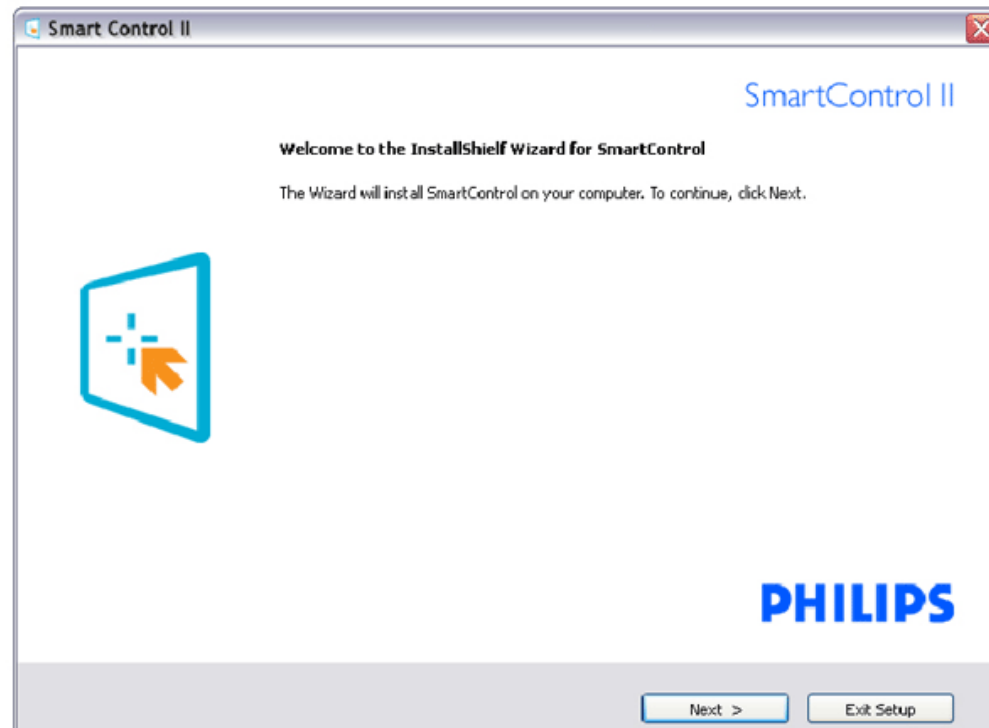 Smart Control II
SmartControl II
Welcome to the InstallShielf Wizard for SmartControl
The Wizard will install SmartControl on your computer. To continue, click Next.
PHILIPS
Next >
Exit Setup